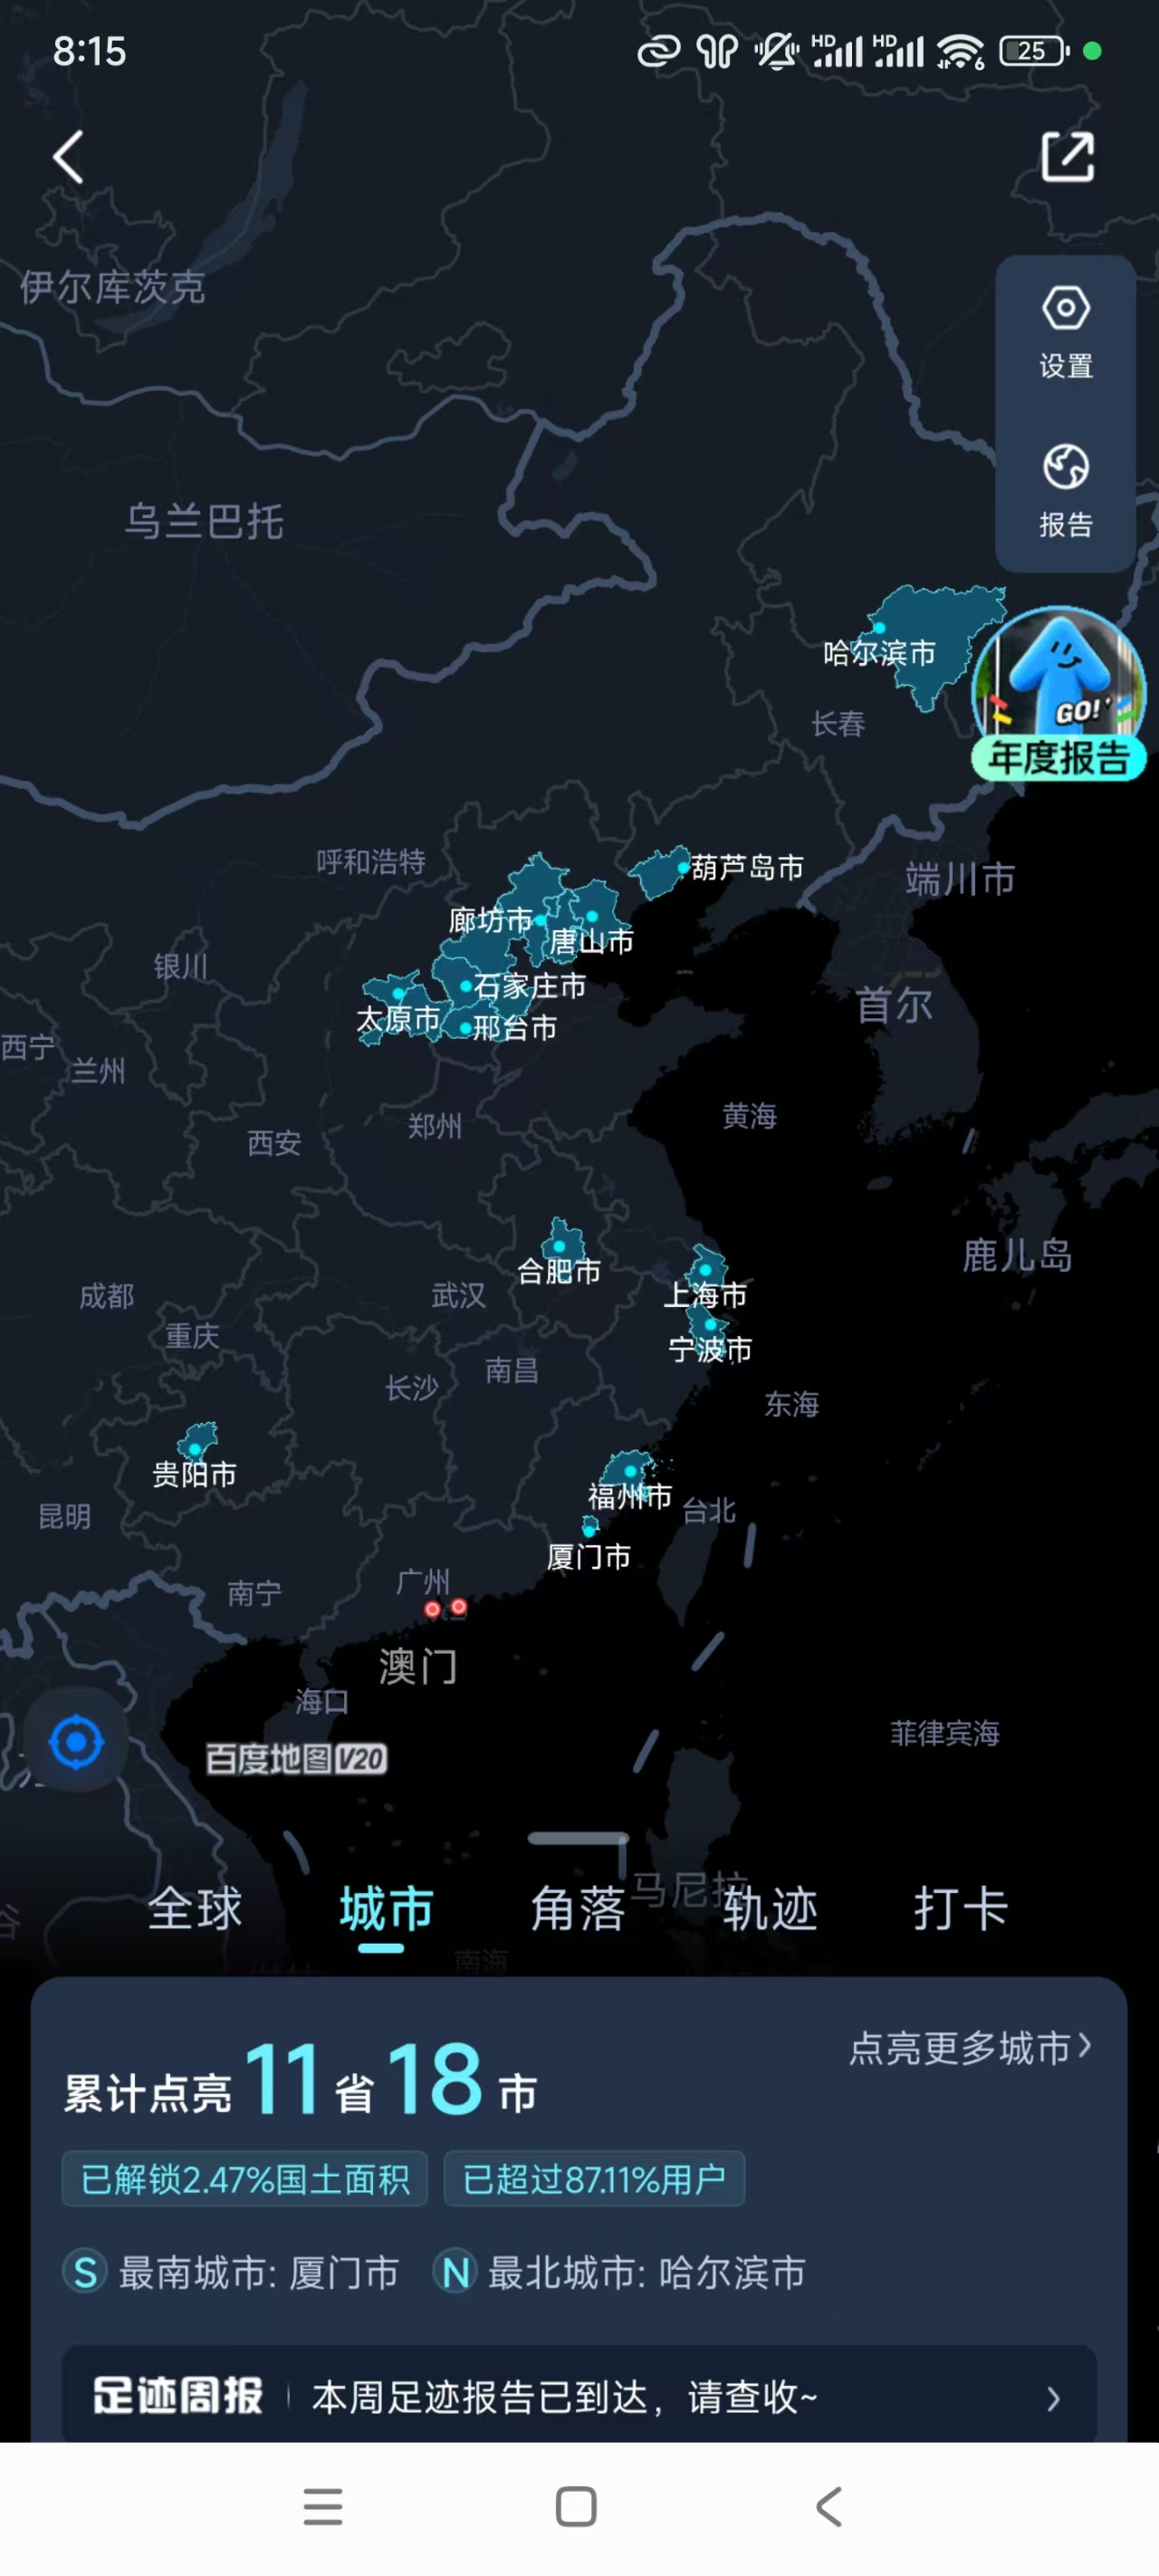 8:15
HD HD 6 25
伊尔库茨克
设置
乌兰巴托
报告
哈尔滨市
长春
GO!
年度报告
呼和浩特
葫芦岛市
端川市
廊坊市
唐山市
银川
石家庄市
首尔
太原市
邢台市
西宁
兰州
黄海
郑州
西安
鹿儿岛
合肥市
成都
武汉
上海市
重庆
宁波市
南昌
长沙
东海
贵阳市
福州市
昆明
台北
厦门市
广州
南宁
澳门
海口
菲律宾海
百度地图V20
马尼拉
全球 城市 角落 轨迹 打卡
南海
点亮更多城市
累计点亮11省18市
已解锁2.47%国土面积 已超过87.11%用户
S 最南城市: 厦门市 N 最北城市: 哈尔滨市
足迹周报 | 本周足迹报告已到达，请查收~